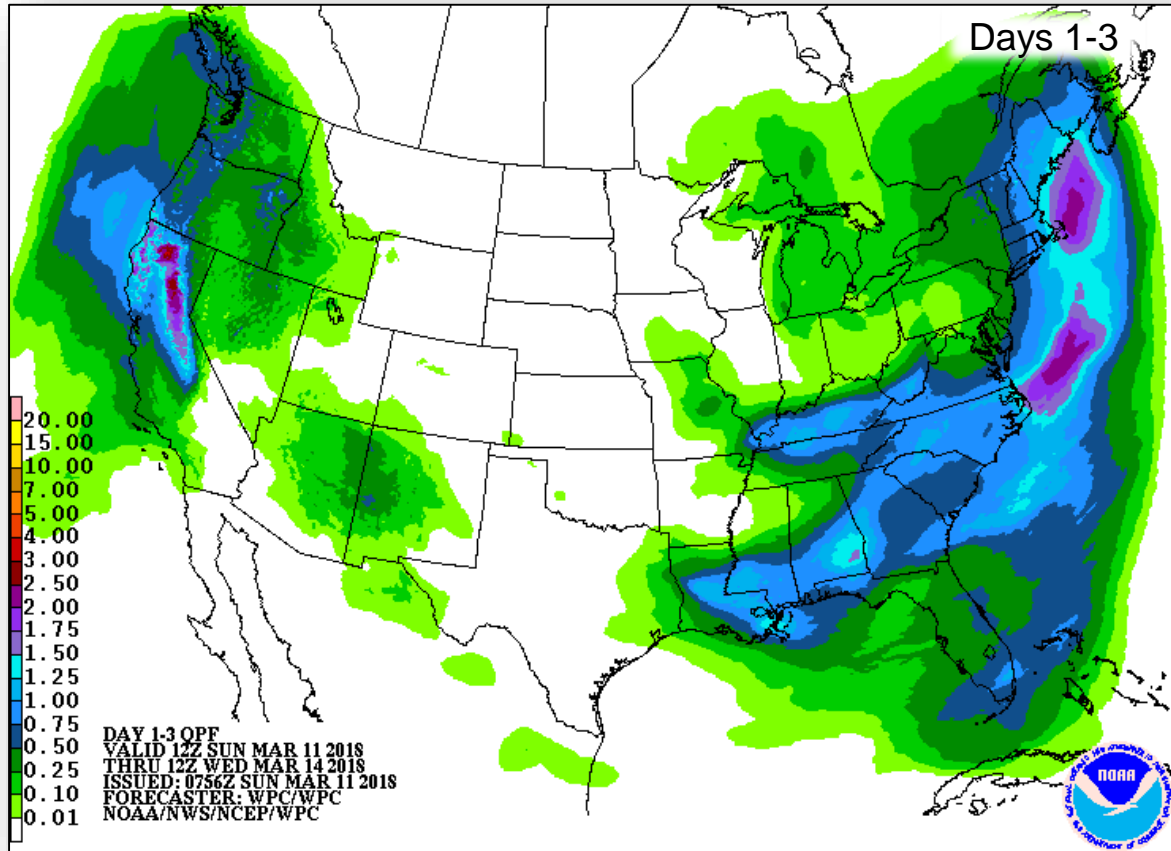 Days 1-3
20.00
15.00
10.00
7.00
5.00
4.00
3.00
2.50
2.00
1.75
1.50
1.25
1.00
0.75
0.50
0.25
0.10
0.01
DAY 1-3 QPF
VALID 12Z SUN MAR 11 2018
THRU 12Z WED MAR 14 2018
ISSUED: 0756Z SUN MAR 11 2018
FORECASTER: WPC/WPC
NOAA/NWS/NCEP/WPC
NOAA